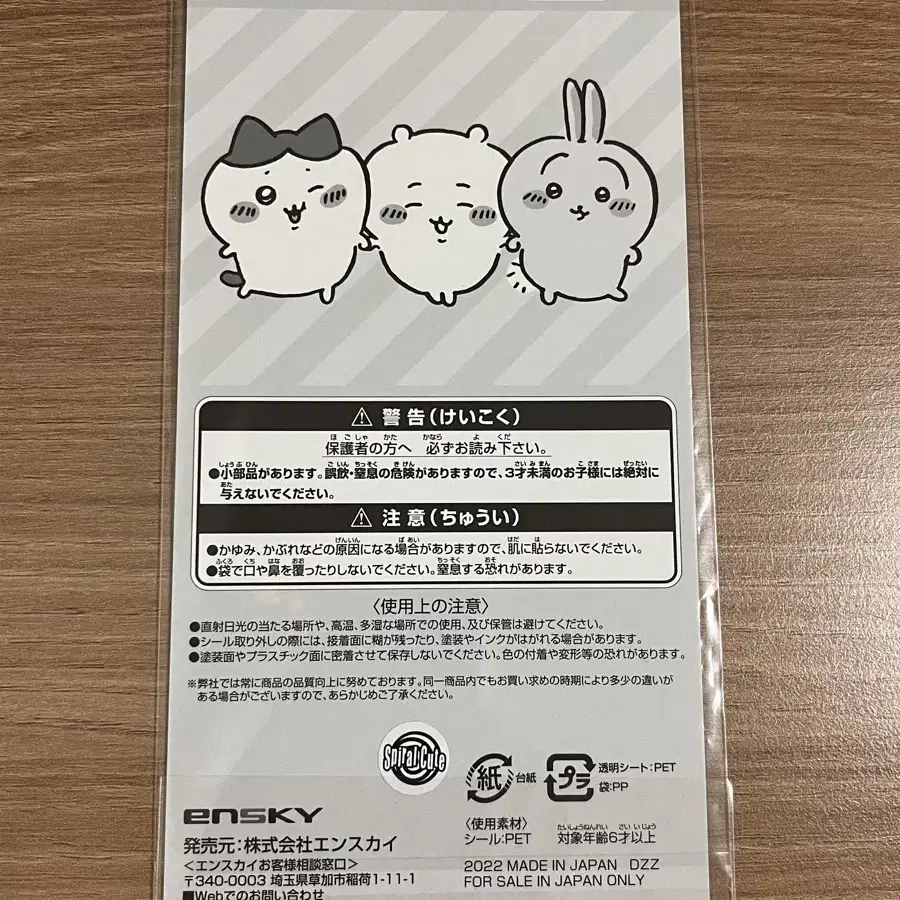 ⚠ 警告(けいこく)
保護者の方へ 必ずお読み下さい。
●小部品があります。誤飲・窒息の危険がありますので、3才未満のお子様には絶対に
与えないでください。
⚠ 注意(ちゅうい)
●かゆみ、かぶれなどの原因になる場合がありますので、肌に貼らないでください。
●袋で口や鼻を覆ったりしないでください。窒息する恐れがあります。
〈使用上の注意〉
●直射日光の当たる場所や、高温、多湿な場所での使用、及び保管は避けてください。
●シール取り外しの際には、接着面に糊が残ったり、塗装やインクがはがれる場合があります。
●塗装面やプラスチック面に密着させて保存しないでください。色の付着や変形等の恐れがあります。
※弊社では常に商品の品質向上に努めております。同一商品内でもお買い求めの時期により多少の違いが
ある場合がございますので、あらかじめご了承ください。
Spiral Cute
紙 台紙
プラ 透明シート:PET
袋:PP
ensky
発売元:株式会社エンスカイ
<エンスカイお客様相談窓口>
〒340-0003 埼玉県草加市稲荷1-11-1
■Webでのお問い合わせ
〈使用素材〉
シール:PET
対象年齢6才以上
2022 MADE IN JAPAN DZZ
FOR SALE IN JAPAN ONLY